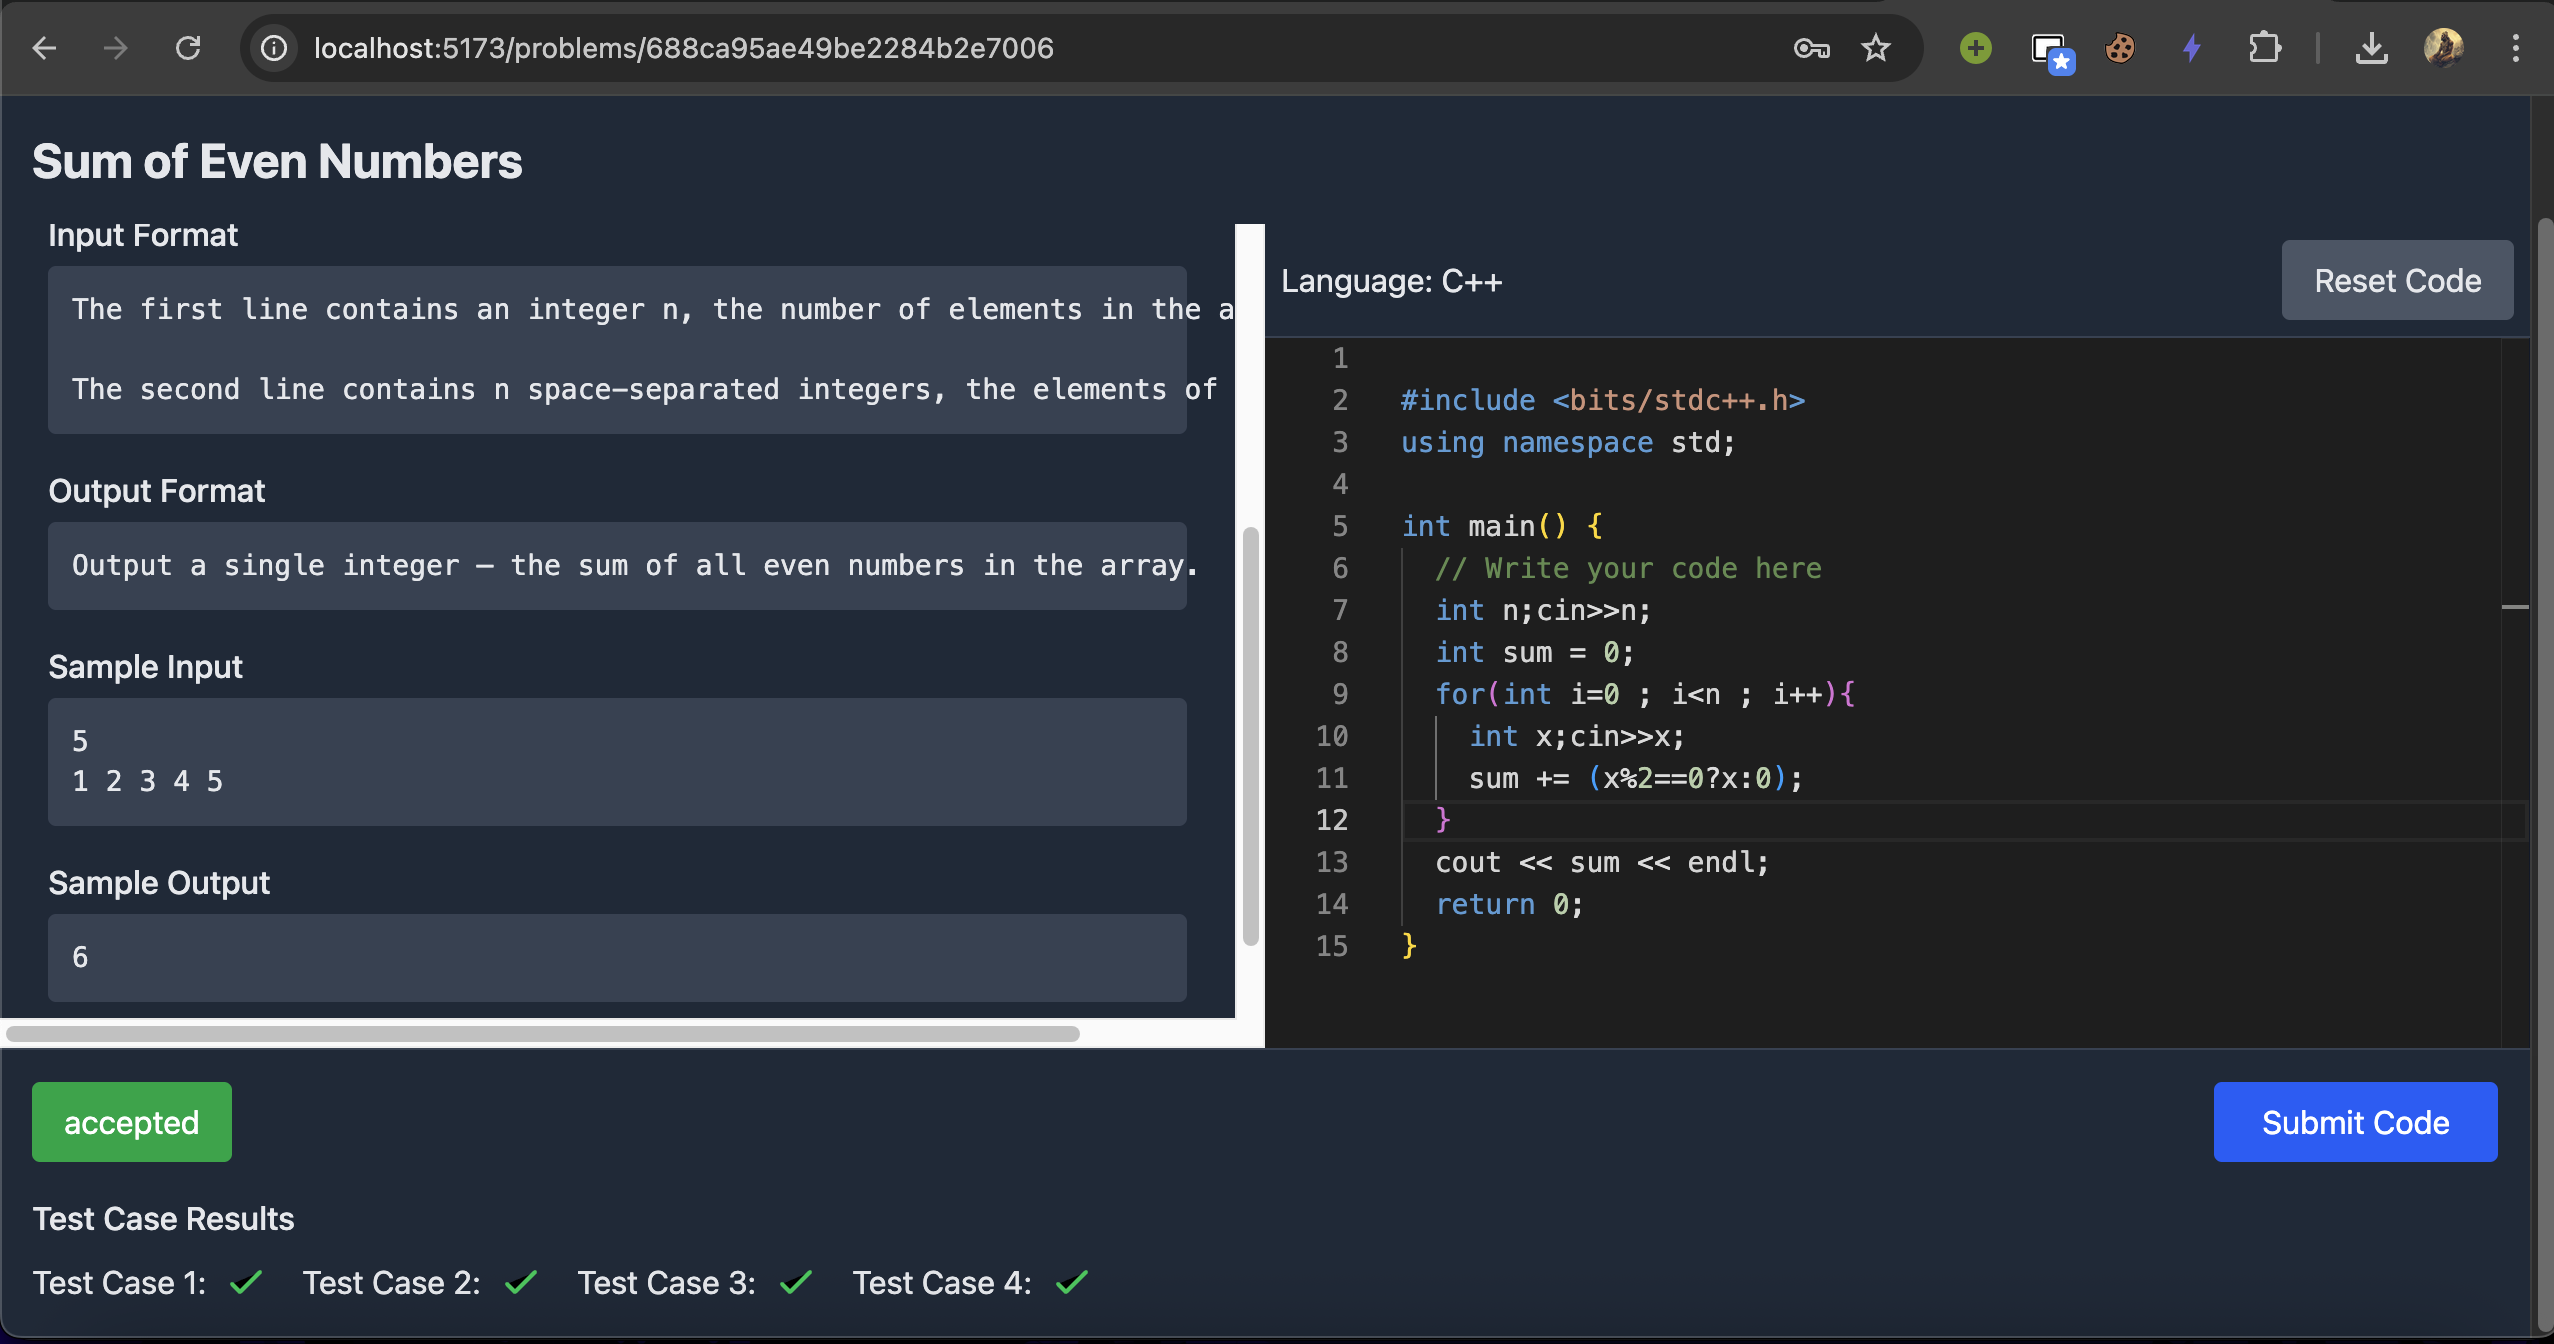 localhost:5173/problems/688ca95ae49be2284b2e7006
Sum of Even Numbers
Input Format
The first line contains an integer n, the number of elements in the a
The second line contains n space-separated integers, the elements of
Output Format
Output a single integer — the sum of all even numbers in the array.
Sample Input
5
1 2 3 4 5
Sample Output
6
Language: C++
Reset Code
1
2 #include <bits/stdc++.h>
3 using namespace std;
4
5 int main() {
6 // Write your code here
7 int n;cin>>n;
8 int sum = 0;
9 for(int i=0 ; i<n ; i++){
10 int x;cin>>x;
11 sum += (x%2==0?x:0);
12 }
13 cout << sum << endl;
14 return 0;
15 }
accepted
Submit Code
Test Case Results
Test Case 1: ✓ Test Case 2: ✓ Test Case 3: ✓ Test Case 4: ✓